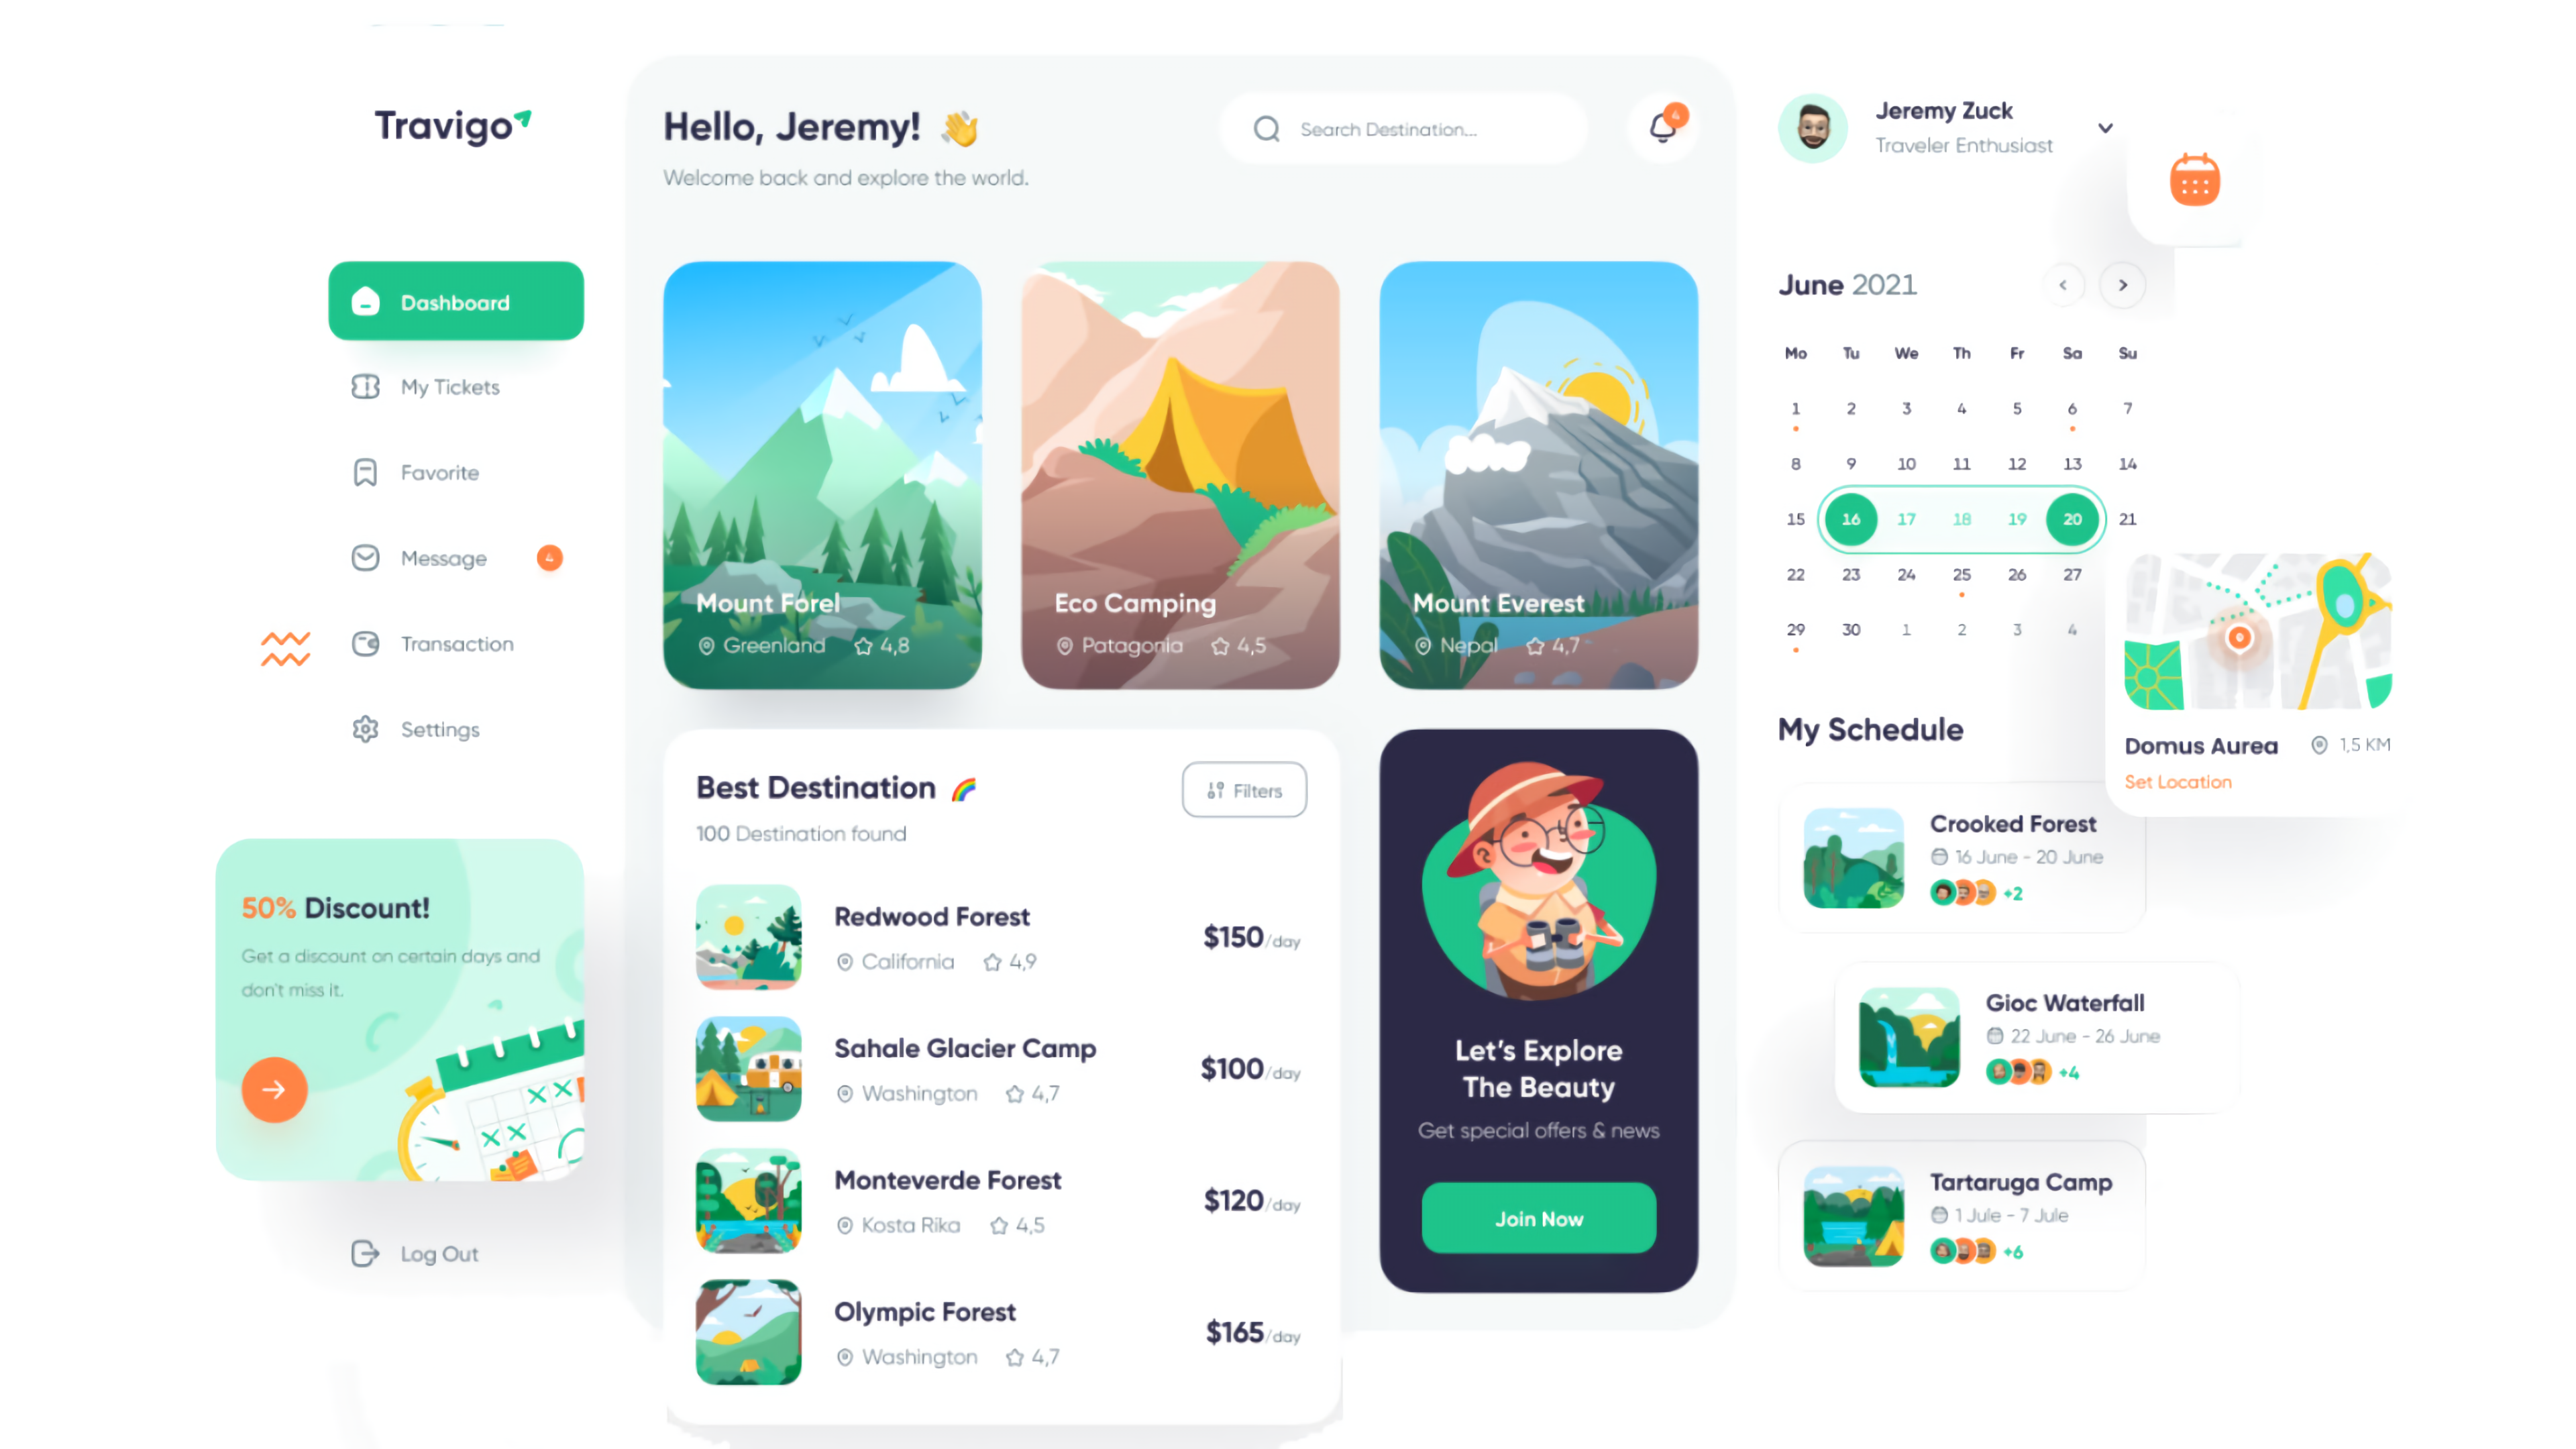 Travigo
Dashboard
My Tickets
Favorite
Message
4
Transaction
Settings
50% Discount!
Get a discount on certain days and
don't miss it.
Log Out
Hello, Jeremy!
Welcome back and explore the world.
Search Destination...
4
Mount Forel
Greenland 4,8
Eco Camping
Patagonia 4,5
Mount Everest
Nepal 4,7
Best Destination
100 Destination found
Filters
Redwood Forest
California 4,9
$150/day
Sahale Glacier Camp
Washington 4,7
$100/day
Monteverde Forest
Kosta Rika 4,5
$120/day
Olympic Forest
Washington 4,7
$165/day
Let's Explore
The Beauty
Get special offers & news
Join Now
Jeremy Zuck
Traveler Enthusiast
June 2021
Mo Tu We Th Fr Sa Su
1 2 3 4 5 6 7
8 9 10 11 12 13 14
15 16 17 18 19 20 21
22 23 24 25 26 27
29 30 1 2 3 4
Domus Aurea 1,5 KM
Set Location
My Schedule
Crooked Forest
16 June - 20 June
+2
Gioc Waterfall
22 June - 26 June
+4
Tartaruga Camp
1 Jule - 7 Jule
+6